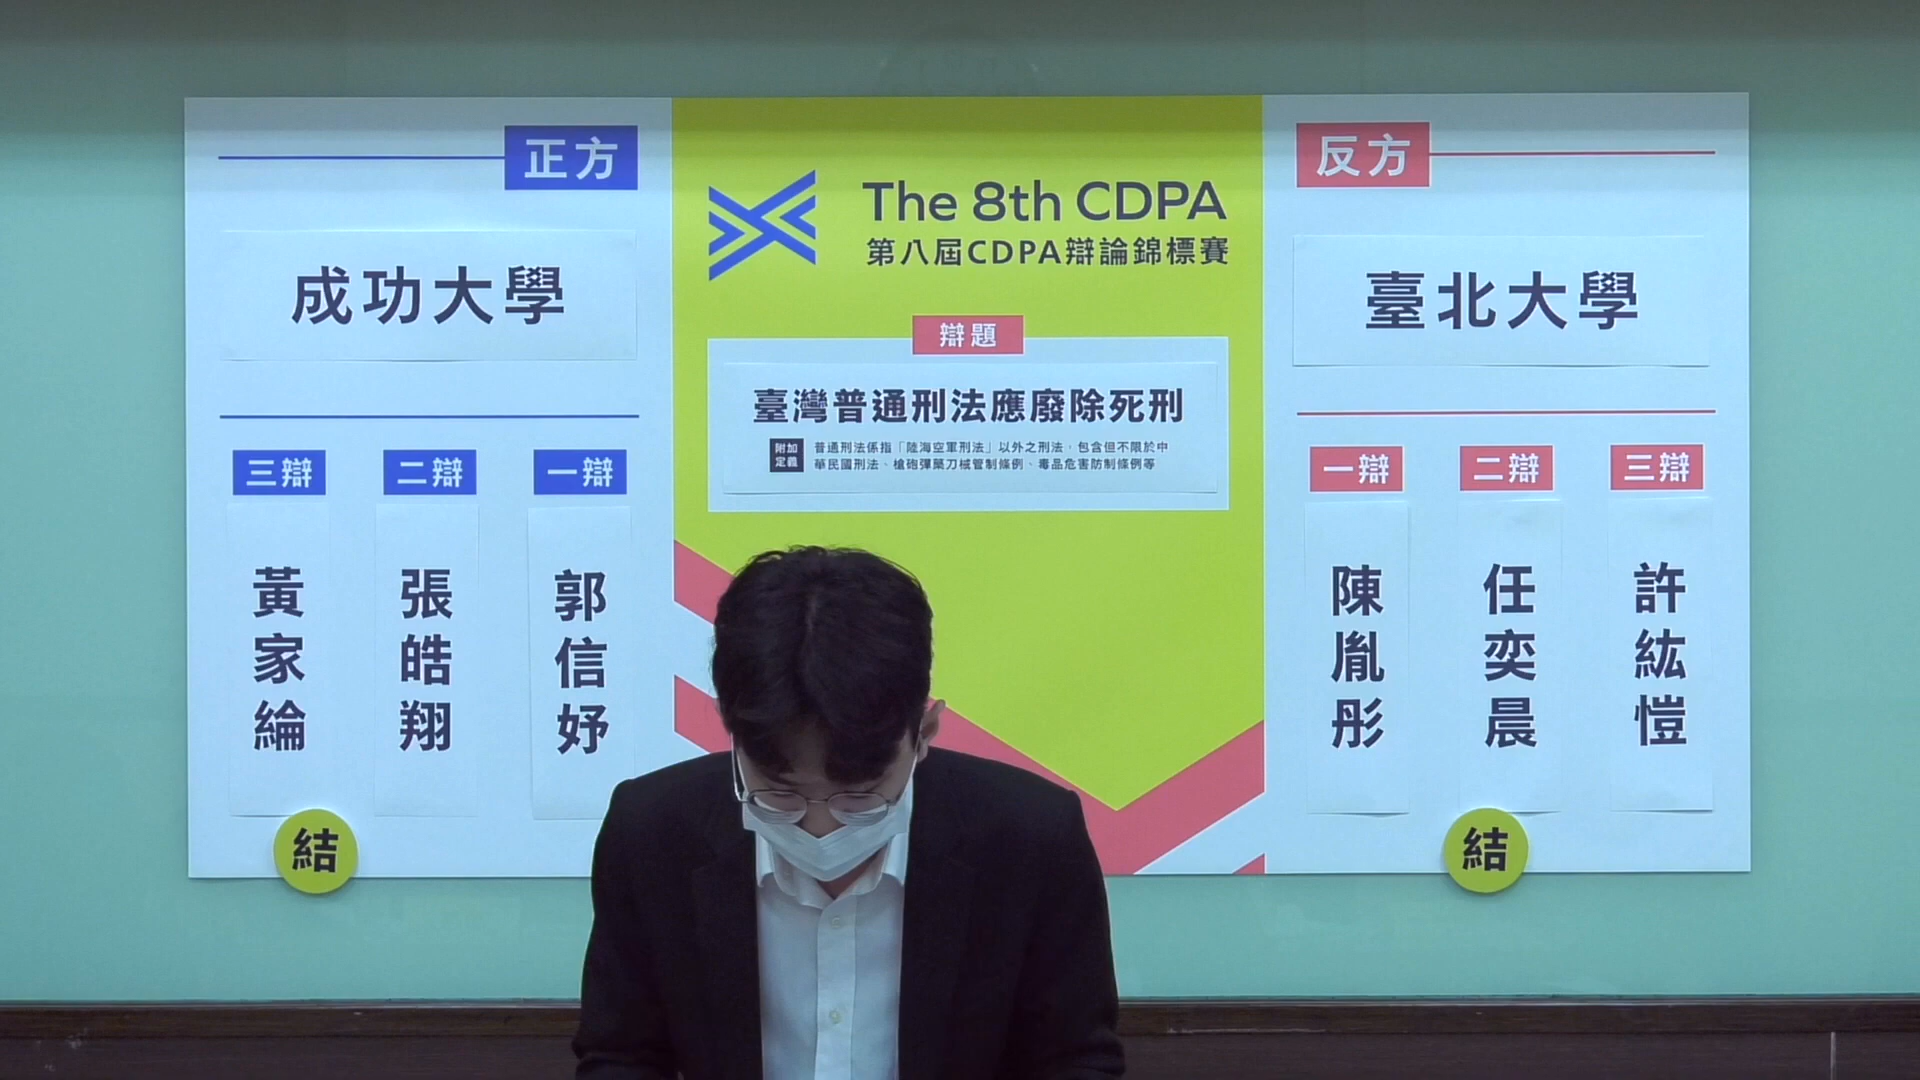 正方
成功大學
三辯
二辯
一辯
黃家綸
張皓翔
郭信妤
結
The 8th CDPA
第八屆CDPA辯論錦標賽
辯題
臺灣普通刑法應廢除死刑
附加定義
普通刑法係指「陸海空軍刑法」以外之刑法，包含但不限於中
華民國刑法、槍砲彈藥刀械管制條例、毒品危害防制條例等
反方
臺北大學
一辯
二辯
三辯
陳胤彤
任奕晨
許紘愷
結